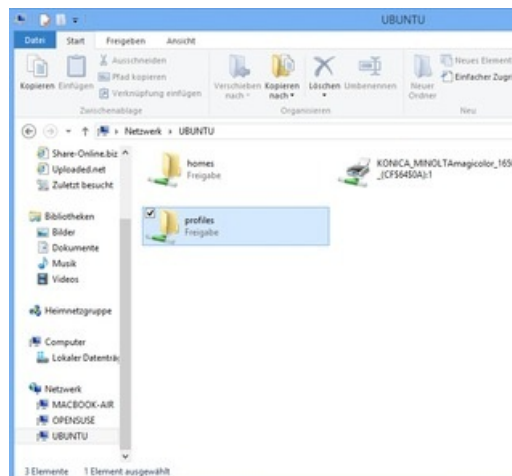 UBUNTU
Datei Start Freigeben Ansicht
Kopieren
Einfügen
Ausschneiden
Pfad kopieren
Verknüpfung einfügen
Zwischenablage
Verschieben nach
Kopieren nach
Löschen
Umbenennen
Organisieren
Neuer Ordner
Neues Element
Einfacher Zugri
Neu
Netzwerk UBUNTU
Share-Online.biz
Uploaded.net
Zuletzt besucht
Bibliotheken
Bilder
Dokumente
Musik
Videos
Heimnetzgruppe
Computer
Lokaler Datenträ
Netzwerk
MACBOOK-AIR
OPENSUSE
UBUNTU
homes
Freigabe
KONICA_MINOLTAmagicolor_165
_(CF56450A):1
profiles
Freigabe
3 Elemente 1 Element ausgewählt